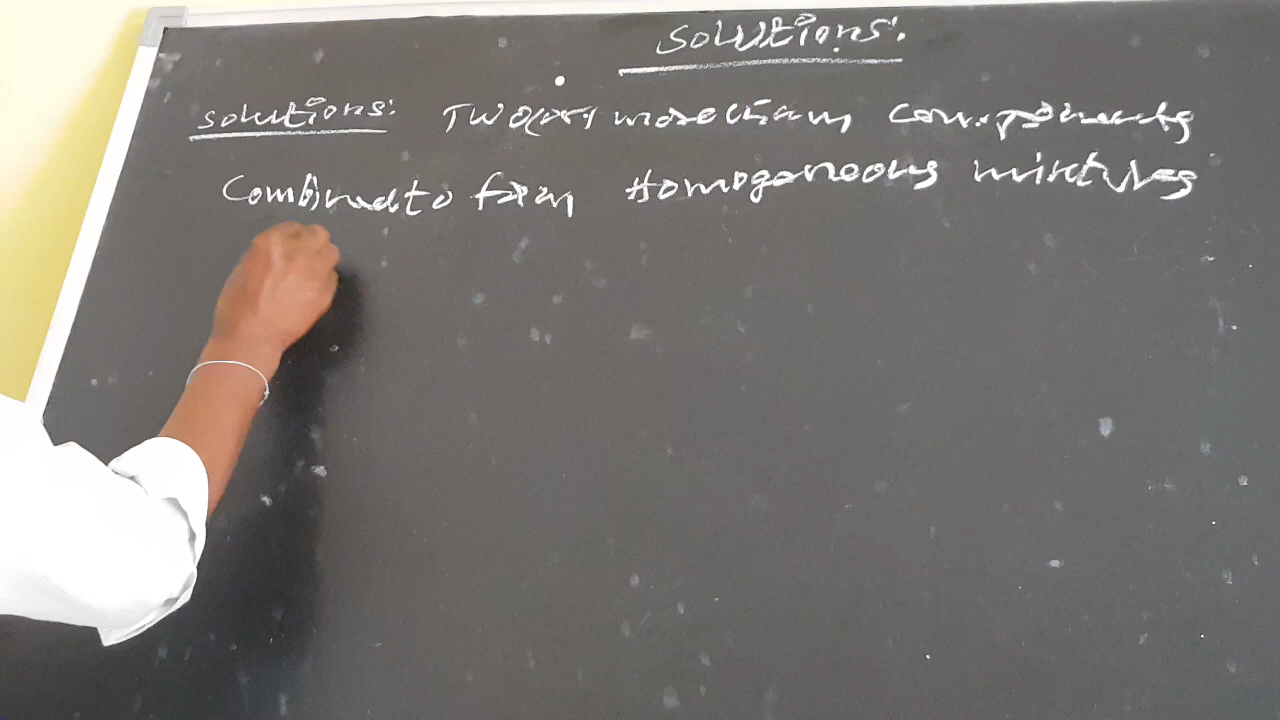 Solutions:
Solutions: Two(or) more than components
Combined to form Homogeneous mixtures